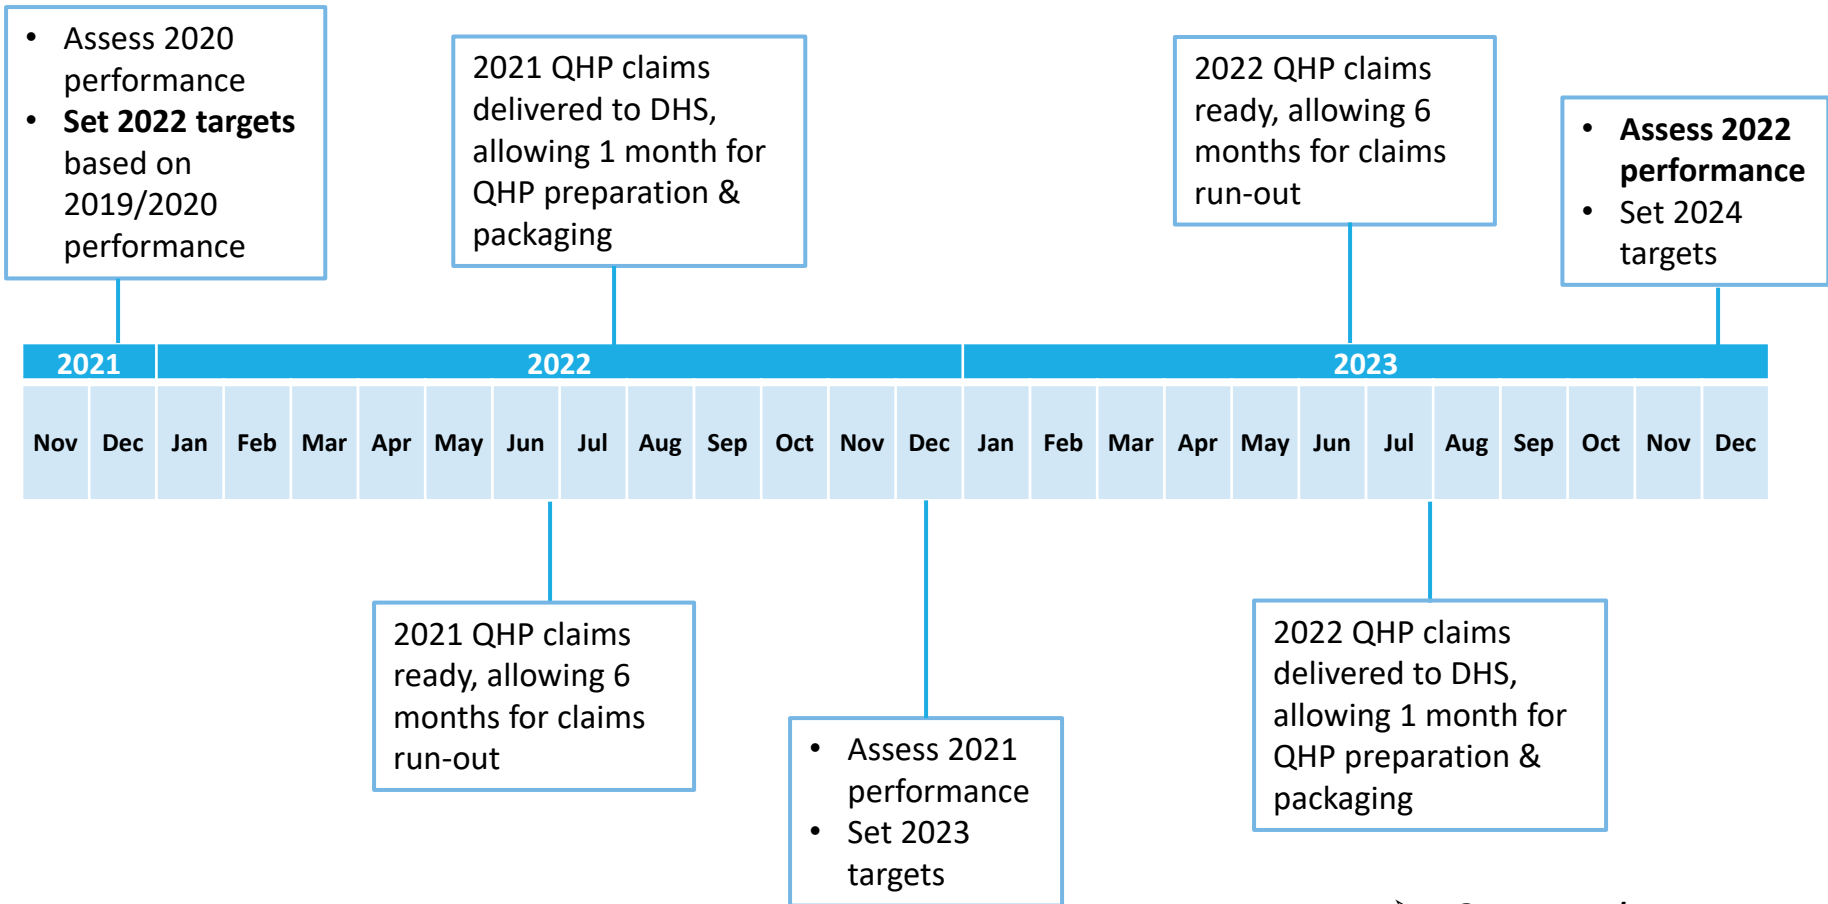 • Assess 2020
performance
• Set 2022 targets
based on
2019/2020
performance
2021 QHP claims
delivered to DHS,
allowing 1 month for
QHP preparation &
packaging
2022 QHP claims
ready, allowing 6
months for claims
run-out
• Assess 2022
performance
• Set 2024
targets
2021 2022 2023
Nov Dec Jan Feb Mar Apr May Jun Jul Aug Sep Oct Nov Dec Jan Feb Mar Apr May Jun Jul Aug Sep Oct Nov Dec
2021 QHP claims
ready, allowing 6
months for claims
run-out
• Assess 2021
performance
• Set 2023
targets
2022 QHP claims
delivered to DHS,
allowing 1 month for
QHP preparation &
packaging